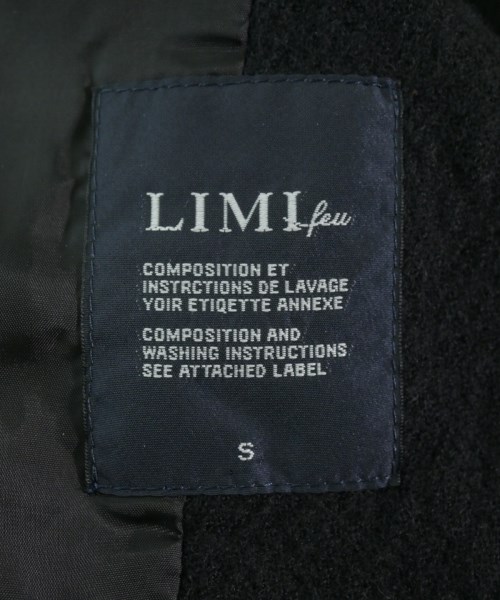 LIMI feu
COMPOSITION ET
INSTRCTIONS DE LAVAGE
YOIR ETIQETTE ANNEXE
COMPOSITION AND
WASHING INSTRUCTIONS
SEE ATTACHED LABEL
S